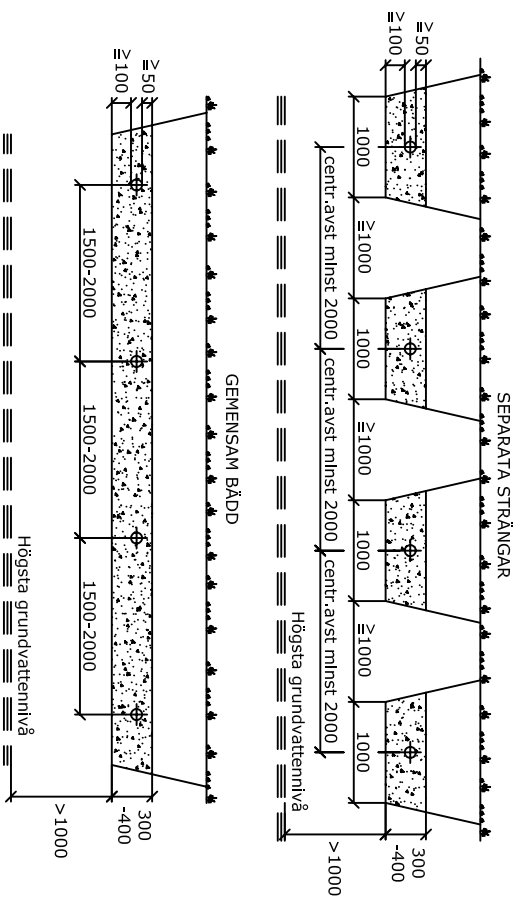 SEPARATA STRÄNGAR
≧50
≧100
1000
≧1000
1000
≧1000
1000
≧1000
1000
300
-400
centr.avst minst 2000
centr.avst minst 2000
centr.avst minst 2000
>1000
Högsta grundvattennivå
GEMENSAM BÄDD
≧50
≧100
300
-400
1500-2000
1500-2000
1500-2000
>1000
Högsta grundvattennivå